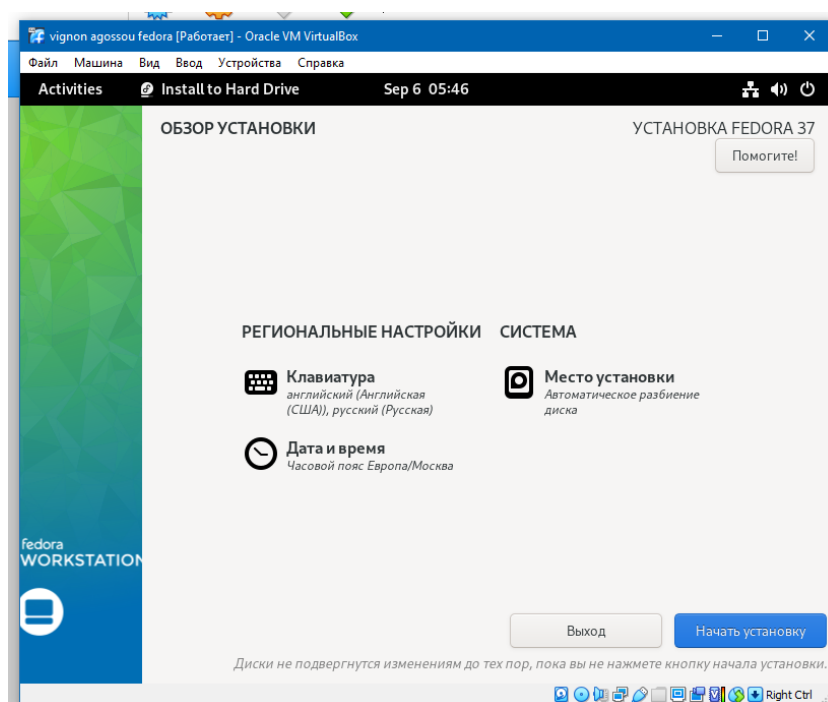 vignon agossou fedora [Работает] - Oracle VM VirtualBox
Файл Машина Вид Ввод Устройства Справка
Activities Install to Hard Drive Sep 6 05:46
ОБЗОР УСТАНОВКИ УСТАНОВКА FEDORA 37
Помогите!
РЕГИОНАЛЬНЫЕ НАСТРОЙКИ СИСТЕМА
Клавиатура
английский (Английская
(США)), русский (Русская)
Место установки
Автоматическое разбиение
диска
Дата и время
Часовой пояс Европа/Москва
fedora
WORKSTATION
Выход Начать установку
Диски не подвергнутся изменениям до тех пор, пока вы не нажмете кнопку начала установки.
Right Ctrl